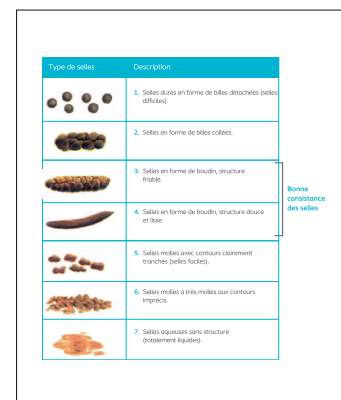 Type de selles
Description
1. Selles dures en forme de billes détachées (selles
difficiles).
2. Selles en forme de billes collées.
3. Selles en forme de boudin, structure
friable.
4. Selles en forme de boudin, structure douce
et lisse.
Bonne
consistance
des selles
5. Selles molles avec contours clairement
tranchés (selles faciles).
6. Selles molles à très molles aux contours
imprécis.
7. Selles aqueuses sans structure
(totalement liquides).